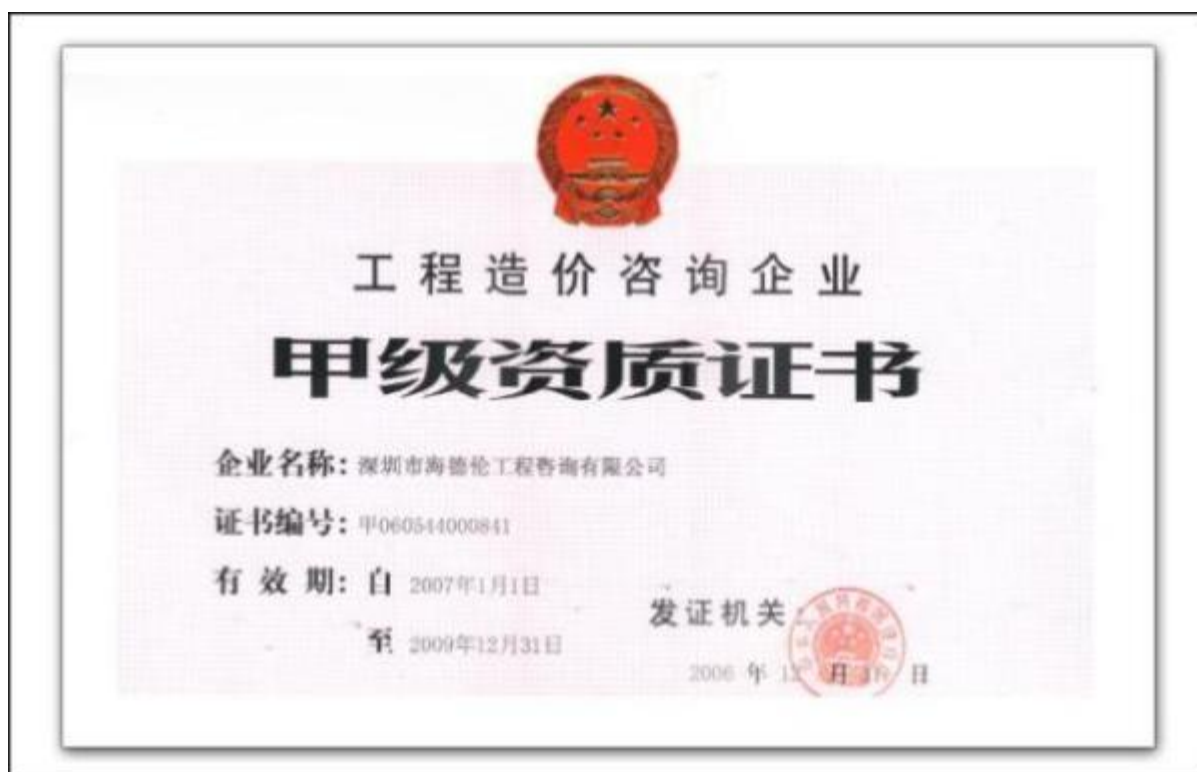 工程造价咨询企业
甲级资质证书
企业名称：深圳市海德伦工程咨询有限公司
证书编号：甲060544000841
有效期：自 2007年1月1日
至 2009年12月31日
发证机关
2006 年 12 月 日